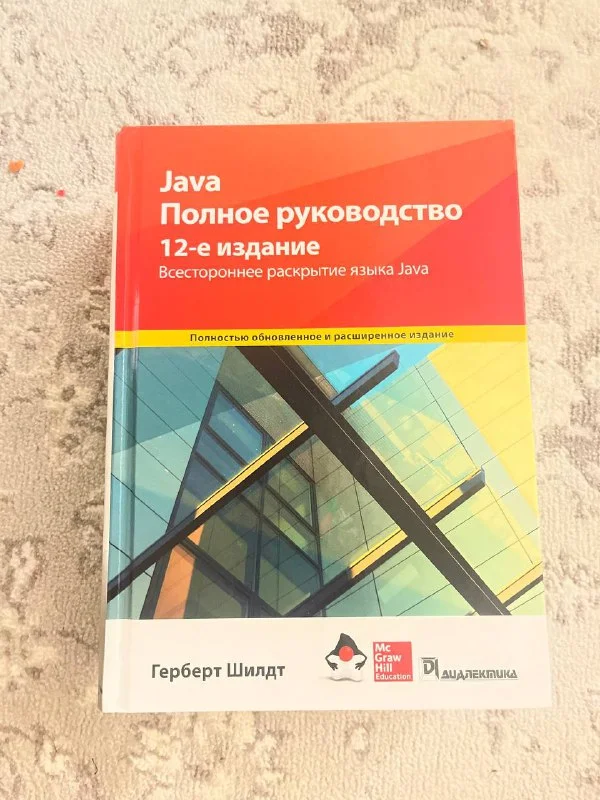 Java
Полное руководство
12-е издание
Всестороннее раскрытие языка Java
Полностью обновленное и расширенное издание
Герберт Шилдт
Mc
Graw
Hill
Education
ДИАЛЕКТИКА